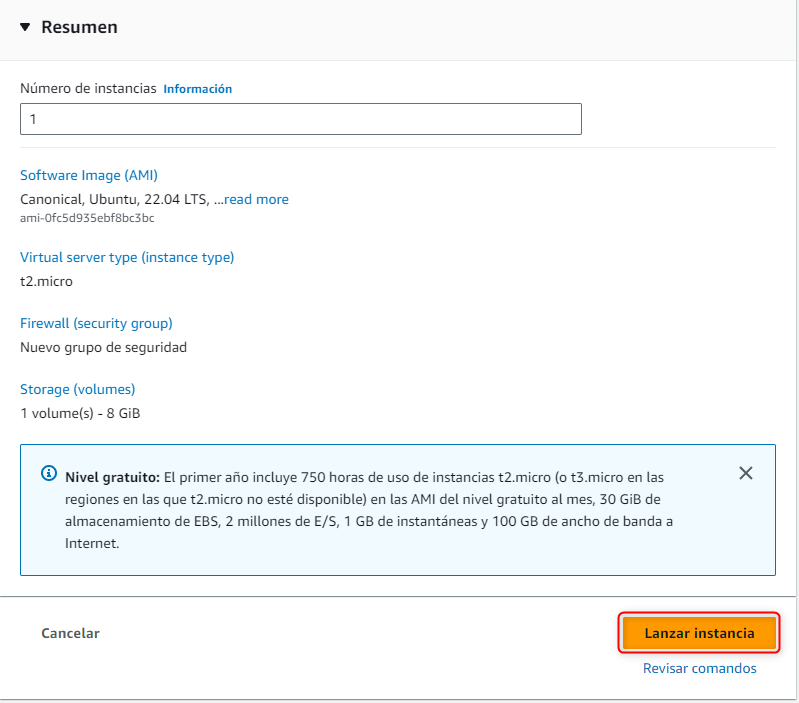 Resumen
Número de instancias Información
1
Software Image (AMI)
Canonical, Ubuntu, 22.04 LTS, ...read more
ami-0fc5d935ebf8bc3bc
Virtual server type (instance type)
t2.micro
Firewall (security group)
Nuevo grupo de seguridad
Storage (volumes)
1 volume(s) - 8 GiB
Nivel gratuito: El primer año incluye 750 horas de uso de instancias t2.micro (o t3.micro en las
regiones en las que t2.micro no esté disponible) en las AMI del nivel gratuito al mes, 30 GiB de
almacenamiento de EBS, 2 millones de E/S, 1 GB de instantáneas y 100 GB de ancho de banda a
Internet.
Cancelar
Lanzar instancia
Revisar comandos